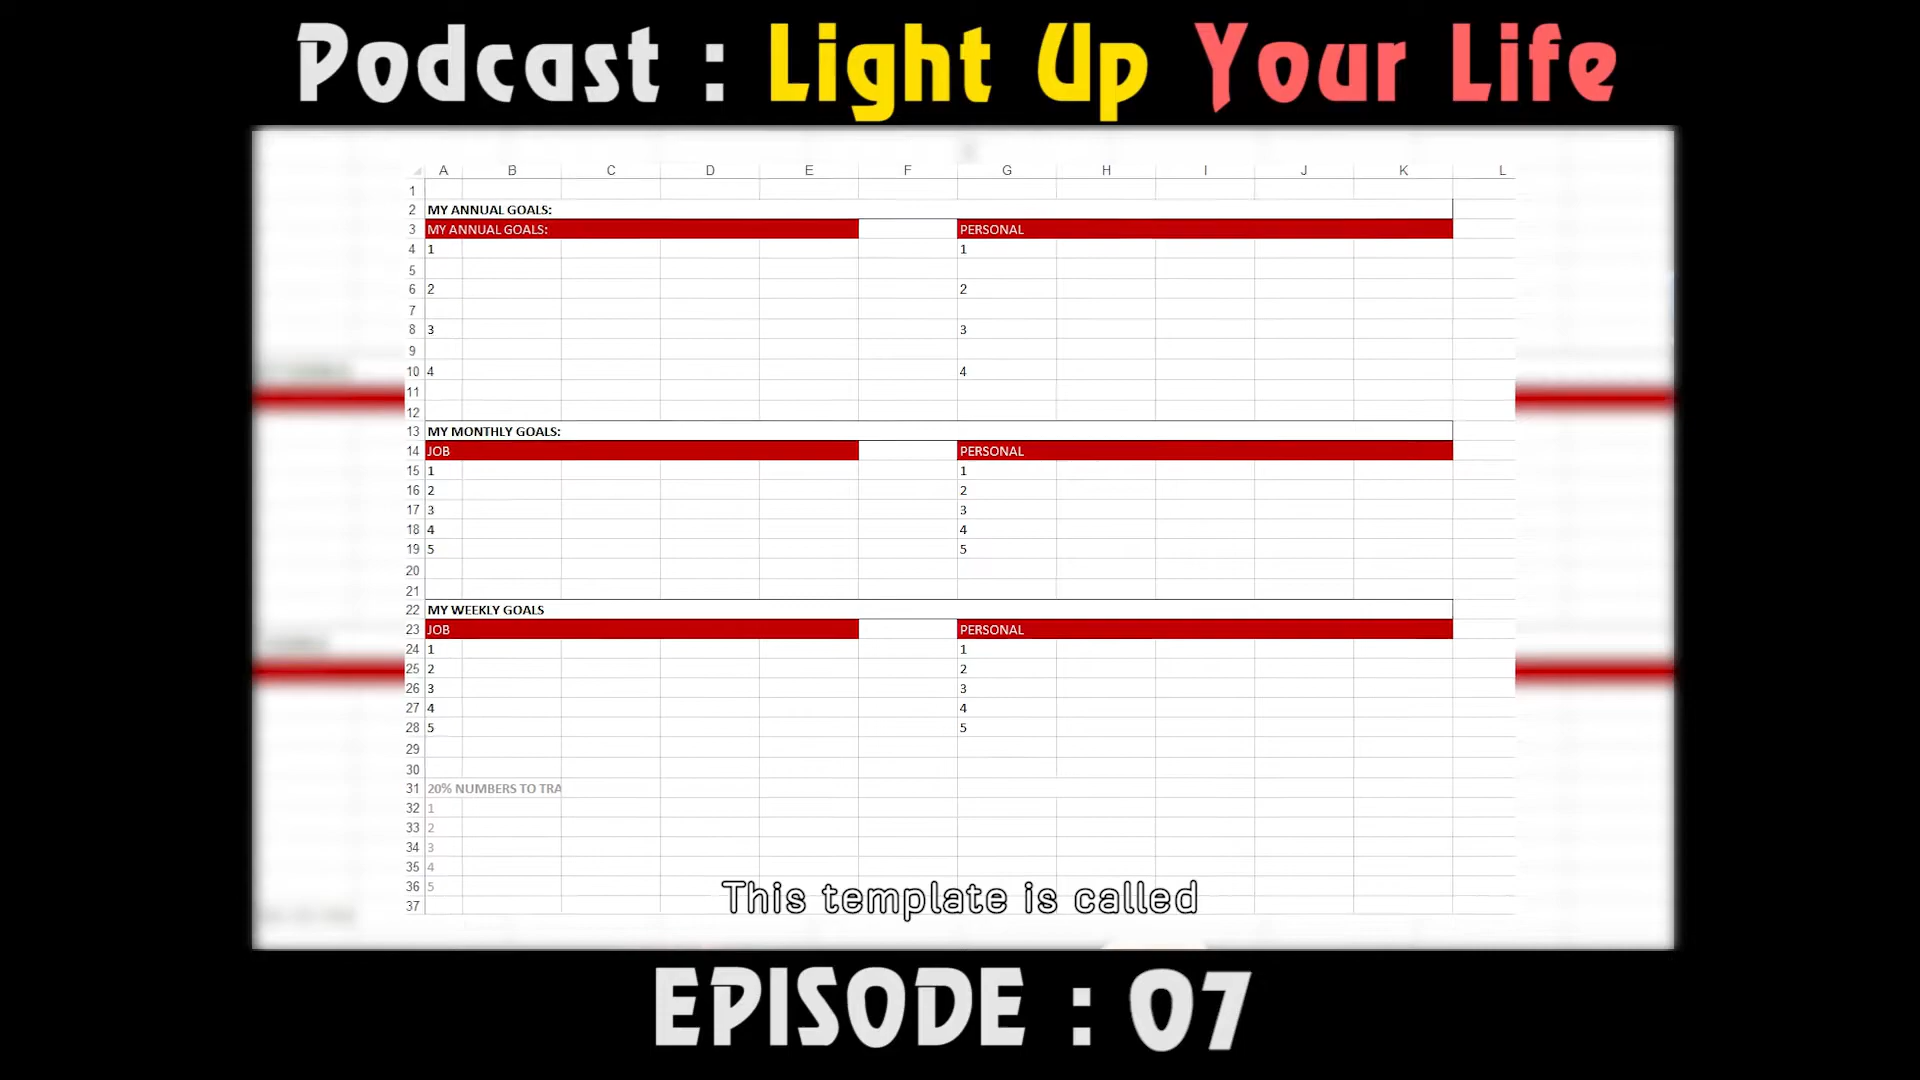 Podcast : Light Up Your Life
A B C D E F G H I J K L
1
2 MY ANNUAL GOALS:
3 MY ANNUAL GOALS: PERSONAL
4 1 1
5
6 2 2
7
8 3 3
9
10 4 4
11
12
13 MY MONTHLY GOALS:
14 JOB PERSONAL
15 1 1
16 2 2
17 3 3
18 4 4
19 5 5
20
21
22 MY WEEKLY GOALS
23 JOB PERSONAL
24 1 1
25 2 2
26 3 3
27 4 4
28 5 5
29
30
31 20% NUMBERS TO TRA
32 1
33 2
34 3
35 4
36 5
37
This template is called
EPISODE : 07